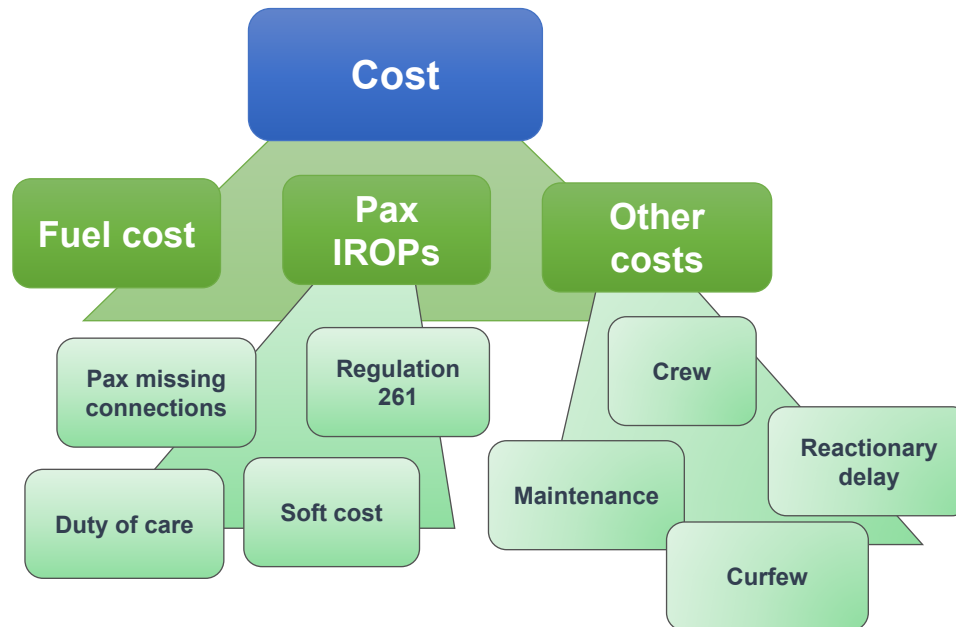 Cost
Fuel cost
Pax
IROPs
Other
costs
Pax missing
connections
Regulation
261
Duty of care
Soft cost
Crew
Maintenance
Reactionary
delay
Curfew